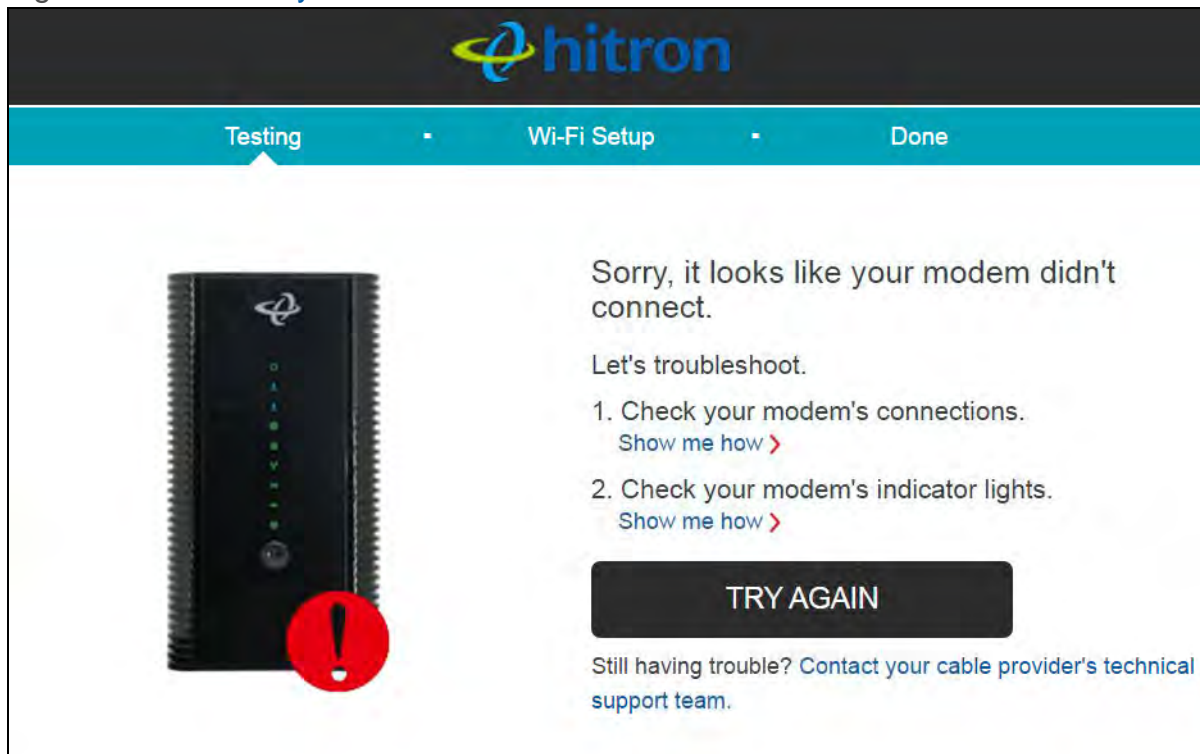 hitron
Testing - Wi-Fi Setup - Done
Sorry, it looks like your modem didn't
connect.
Let's troubleshoot.
1. Check your modem's connections.
Show me how >
2. Check your modem's indicator lights.
Show me how >
TRY AGAIN
Still having trouble? Contact your cable provider's technical
support team.